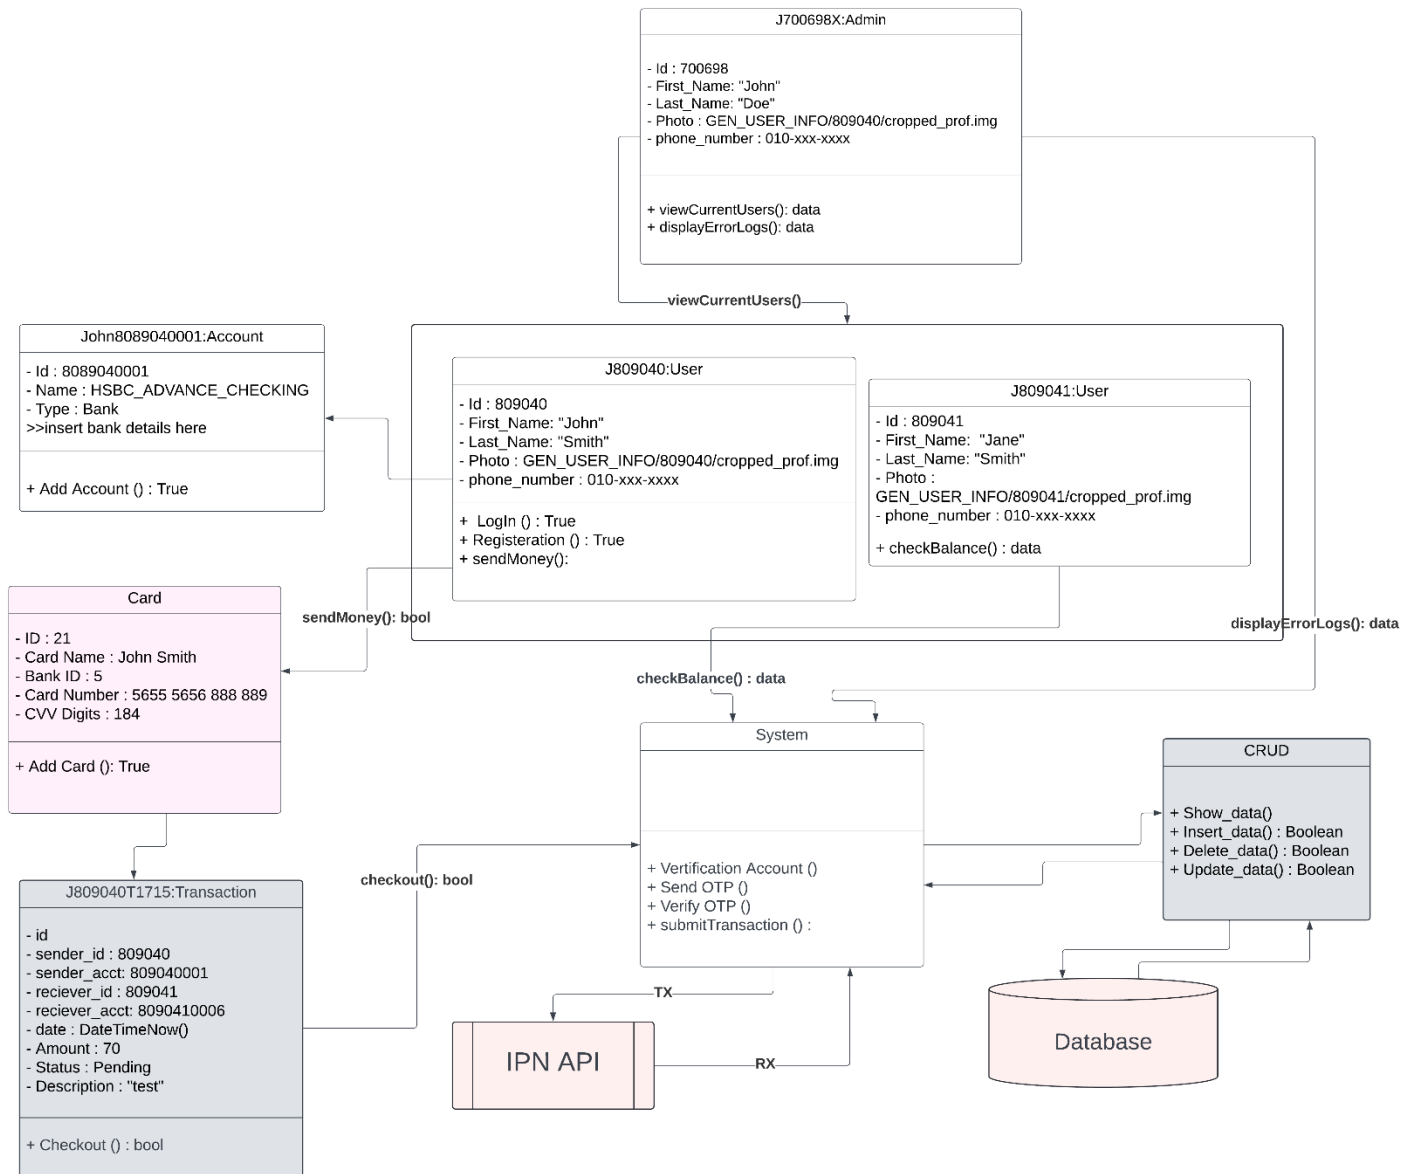 J700698X:Admin
- Id : 700698
- First_Name: "John"
- Last_Name: "Doe"
- Photo : GEN_USER_INFO/809040/cropped_prof.img
- phone_number : 010-xxx-xxxx
+ viewCurrentUsers(): data
+ displayErrorLogs(): data
viewCurrentUsers()
John8089040001:Account
- Id : 8089040001
- Name : HSBC_ADVANCE_CHECKING
- Type : Bank
>>insert bank details here
+ Add Account () : True
J809040:User
- Id : 809040
- First_Name: "John"
- Last_Name: "Smith"
- Photo : GEN_USER_INFO/809040/cropped_prof.img
- phone_number : 010-xxx-xxxx
+ LogIn () : True
+ Registeration () : True
+ sendMoney():
J809041:User
- Id : 809041
- First_Name: "Jane"
- Last_Name: "Smith"
- Photo :
GEN_USER_INFO/809041/cropped_prof.img
- phone_number : 010-xxx-xxxx
+ checkBalance() : data
sendMoney(): bool
displayErrorLogs(): data
checkBalance() : data
Card
- ID : 21
- Card Name : John Smith
- Bank ID : 5
- Card Number : 5655 5656 888 889
- CVV Digits : 184
+ Add Card (): True
System
+ Vertification Account ()
+ Send OTP ()
+ Verify OTP ()
+ submitTransaction () :
CRUD
+ Show_data()
+ Insert_data() : Boolean
+ Delete_data() : Boolean
+ Update_data() : Boolean
checkout(): bool
J809040T1715:Transaction
- id
- sender_id : 809040
- sender_acct: 809040001
- reciever_id : 809041
- reciever_acct: 8090410006
- date : DateTimeNow()
- Amount : 70
- Status : Pending
- Description : "test"
+ Checkout () : bool
TX
IPN API
RX
Database